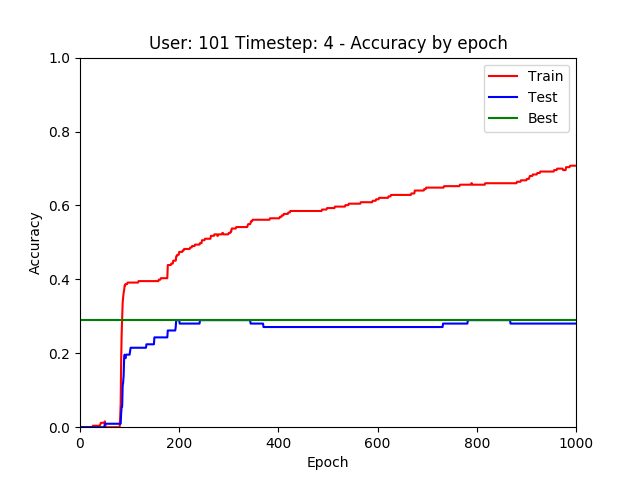 User: 101 Timestep: 4 - Accuracy by epoch
1.0
0.8
0.6
0.4
0.2
0.0
Accuracy
Train
Test
Best
0 200 400 600 800 1000
Epoch